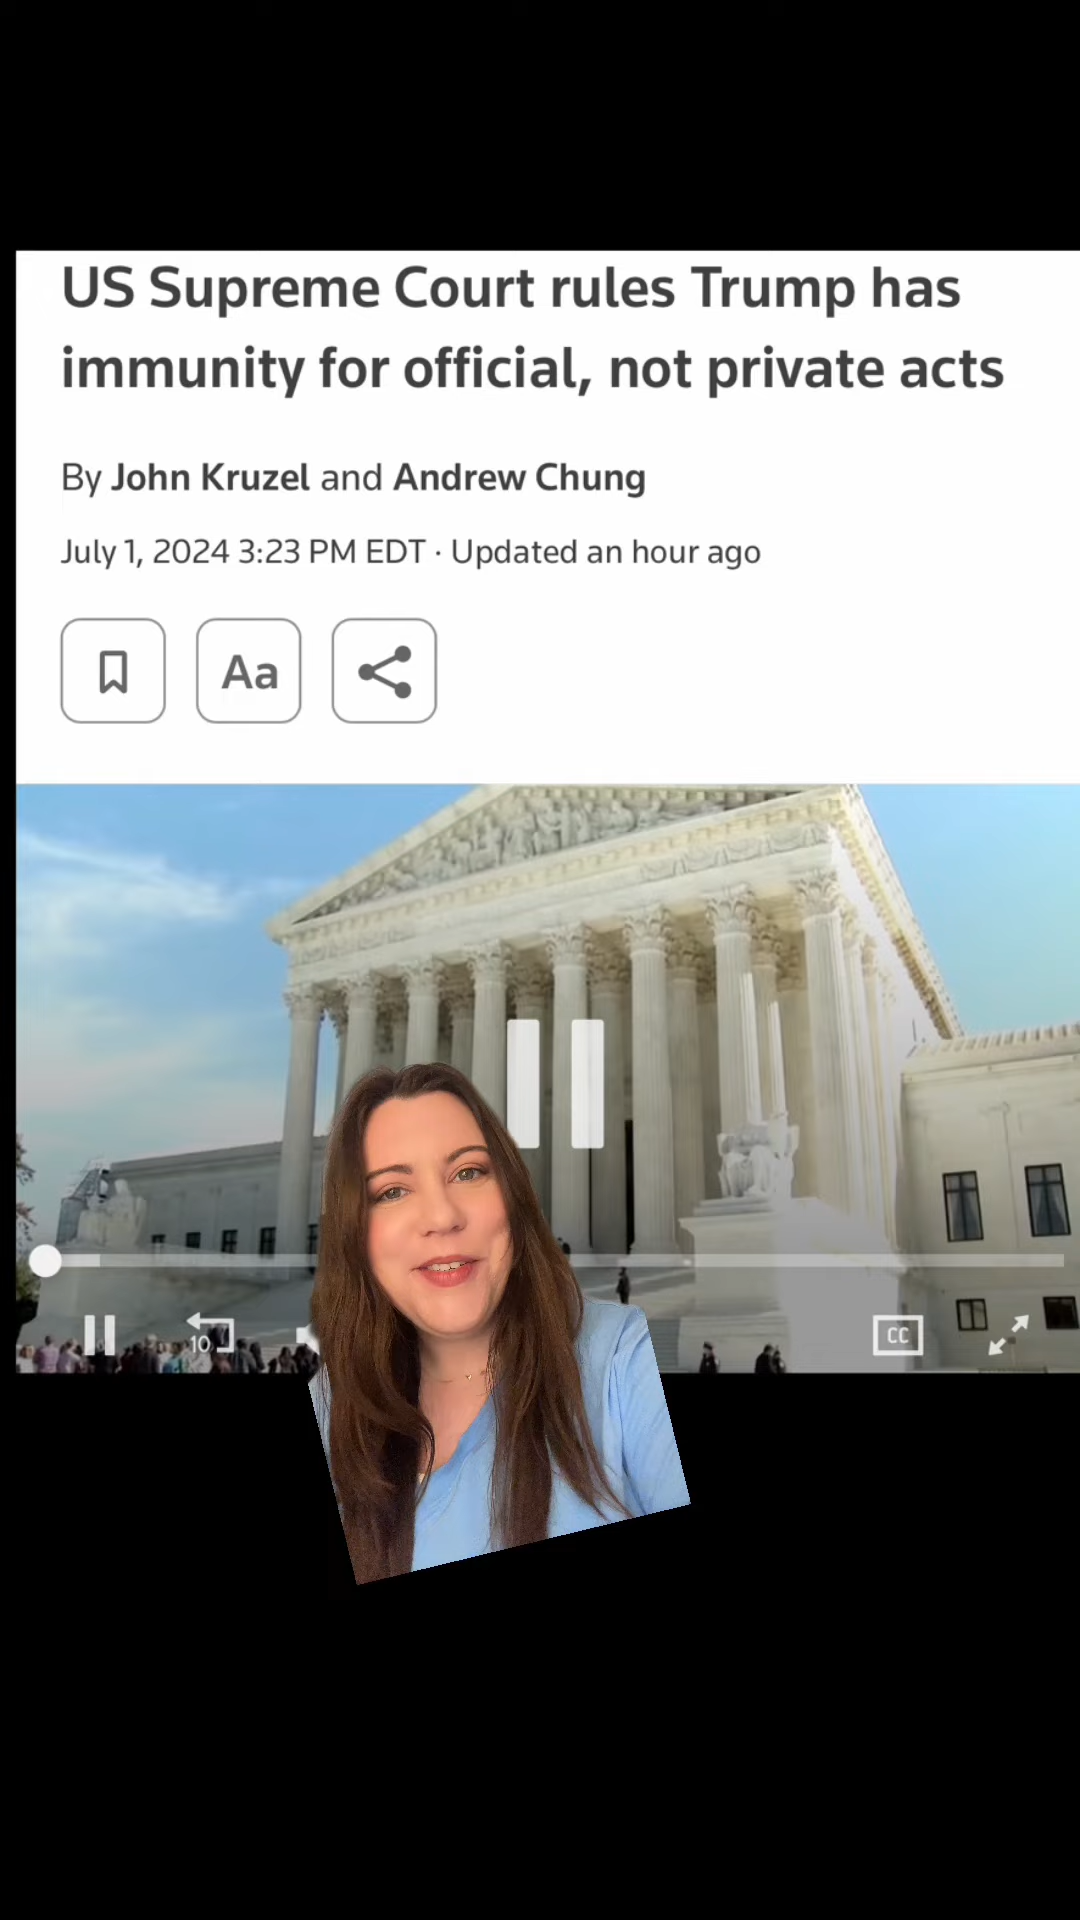 US Supreme Court rules Trump has
immunity for official, not private acts
By John Kruzel and Andrew Chung
July 1, 2024 3:23 PM EDT · Updated an hour ago
Aa
10
CC